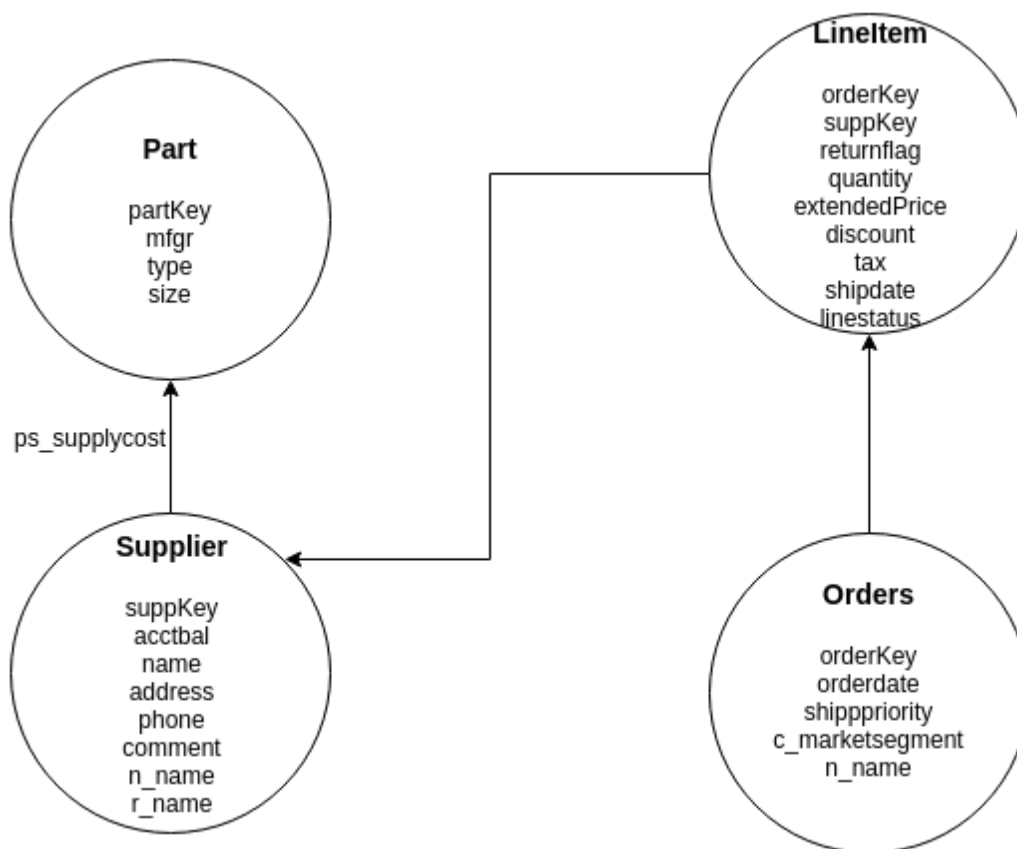 Part
partKey
mfgr
type
size
LineItem
orderKey
suppKey
returnflag
quantity
extendedPrice
discount
tax
shipdate
linestatus
ps_supplycost
Supplier
suppKey
acctbal
name
address
phone
comment
n_name
r_name
Orders
orderKey
orderdate
shipppriority
c_marketsegment
n_name